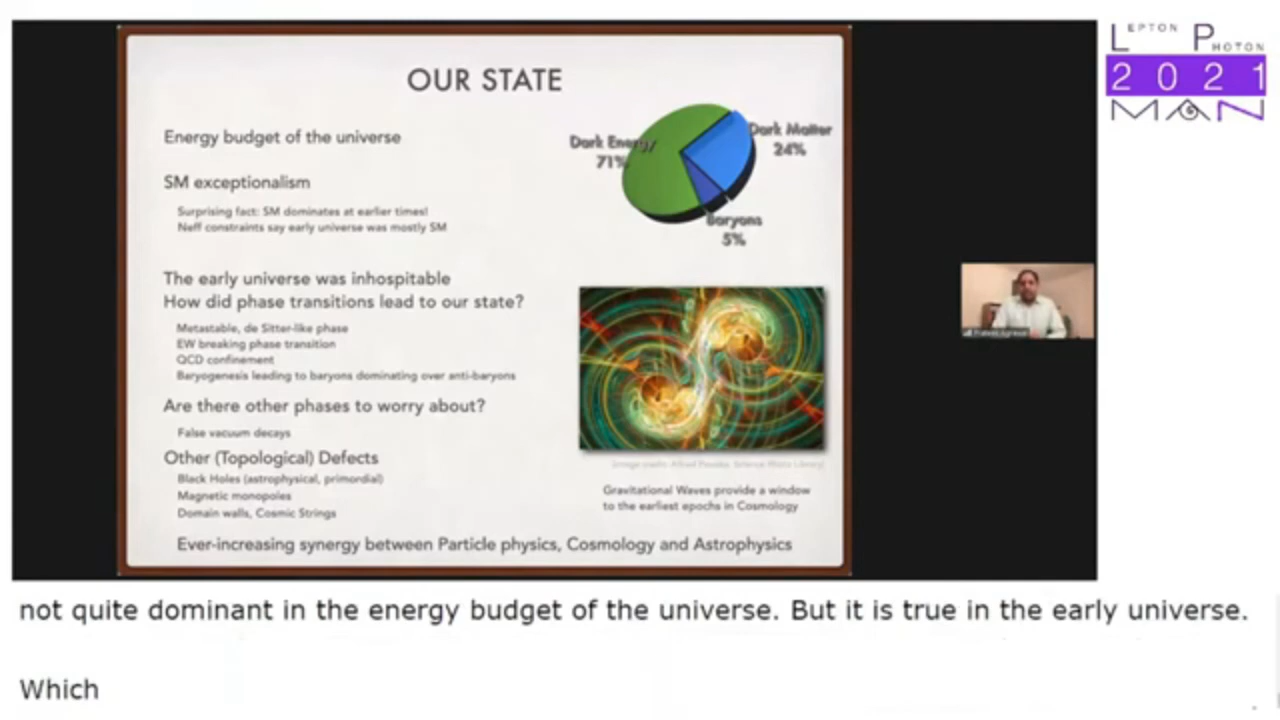 OUR STATE
Energy budget of the universe
SM exceptionalism
Surprising fact: SM dominates at earlier times!
Neff constraints say early universe was mostly SM
The early universe was inhospitable
How did phase transitions lead to our state?
Metastable, de Sitter-like phase
EW breaking phase transition
QCD confinement
Baryogenesis leading to baryons dominating over anti-baryons
Are there other phases to worry about?
False vacuum decays
Other (Topological) Defects
Black Holes (astrophysical, primordial)
Magnetic monopoles
Domain walls, Cosmic Strings
Dark Energy
71%
Dark Matter
24%
Baryons
5%
Gravitational Waves provide a window
to the earliest epochs in Cosmology
Ever-increasing synergy between Particle physics, Cosmology and Astrophysics
LEPTON PHOTON
2021
MAN
not quite dominant in the energy budget of the universe. But it is true in the early universe.
Which